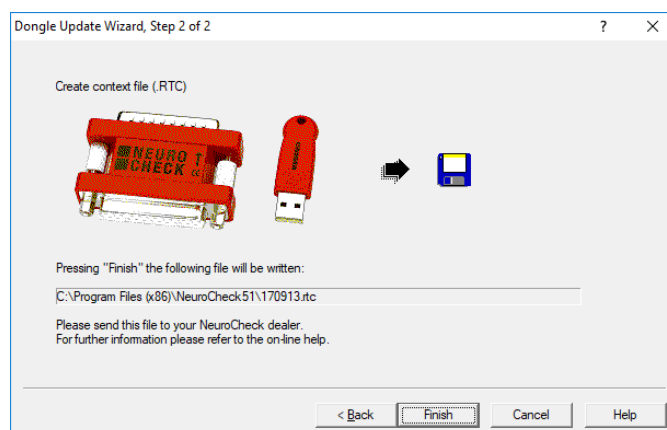 Dongle Update Wizard, Step 2 of 2
?
Create context file (.RTC)
NEURO
CHECK
1
CE
Pressing "Finish" the following file will be written:
C:\Program Files (x86)\NeuroCheck51\170913.rtc
Please send this file to your NeuroCheck dealer.
For further information please refer to the on-line help.
< Back
Finish
Cancel
Help